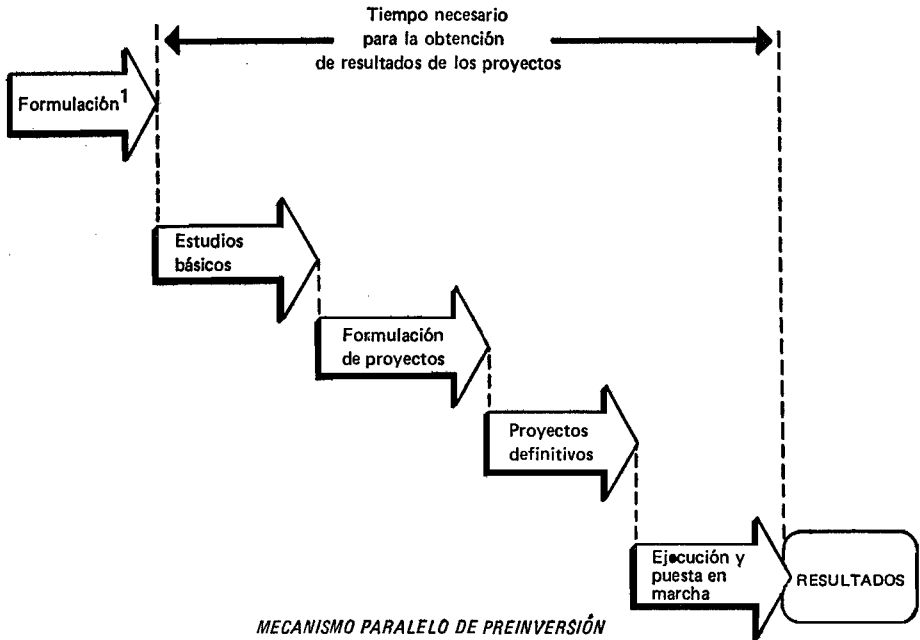 Tiempo necesario
para la obtención
de resultados de los proyectos
Formulación1
Estudios
básicos
Formulación
de proyectos
Proyectos
definitivos
Ejecución y
puesta en
marcha
RESULTADOS
MECANISMO PARALELO DE PREINVERSIÓN